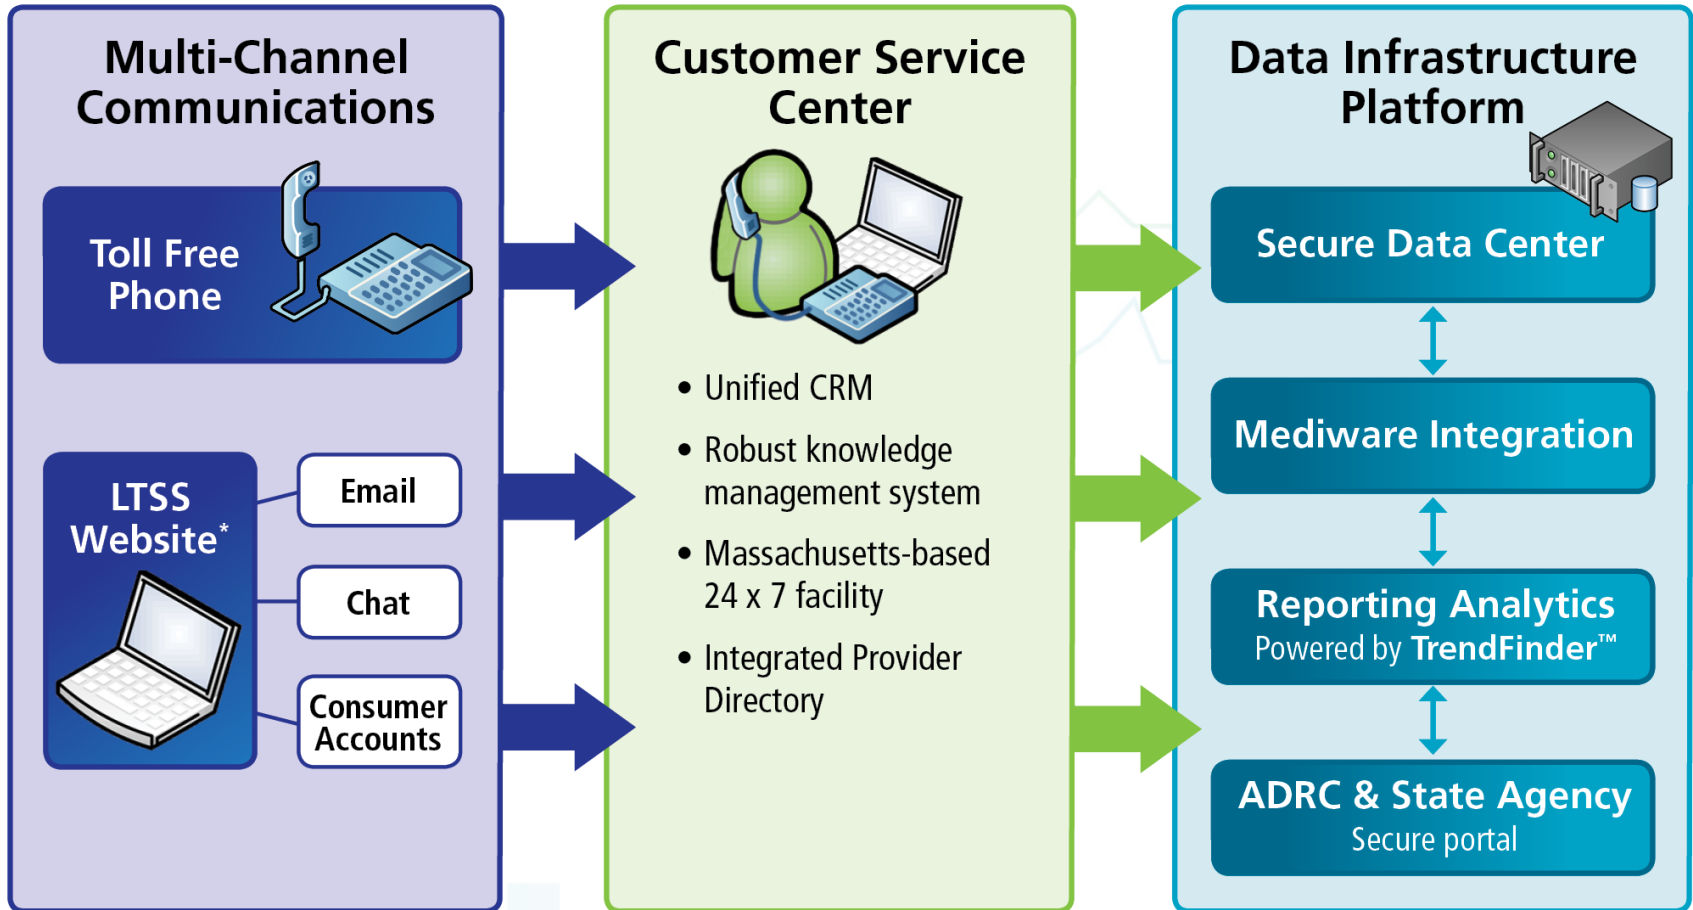 Multi-Channel
Communications
Toll Free
Phone
LTSS
Website*
Email
Chat
Consumer
Accounts
Customer Service
Center
• Unified CRM
• Robust knowledge
management system
• Massachusetts-based
24 x 7 facility
• Integrated Provider
Directory
Data Infrastructure
Platform
Secure Data Center
Mediware Integration
Reporting Analytics
Powered by TrendFinder™
ADRC & State Agency
Secure portal